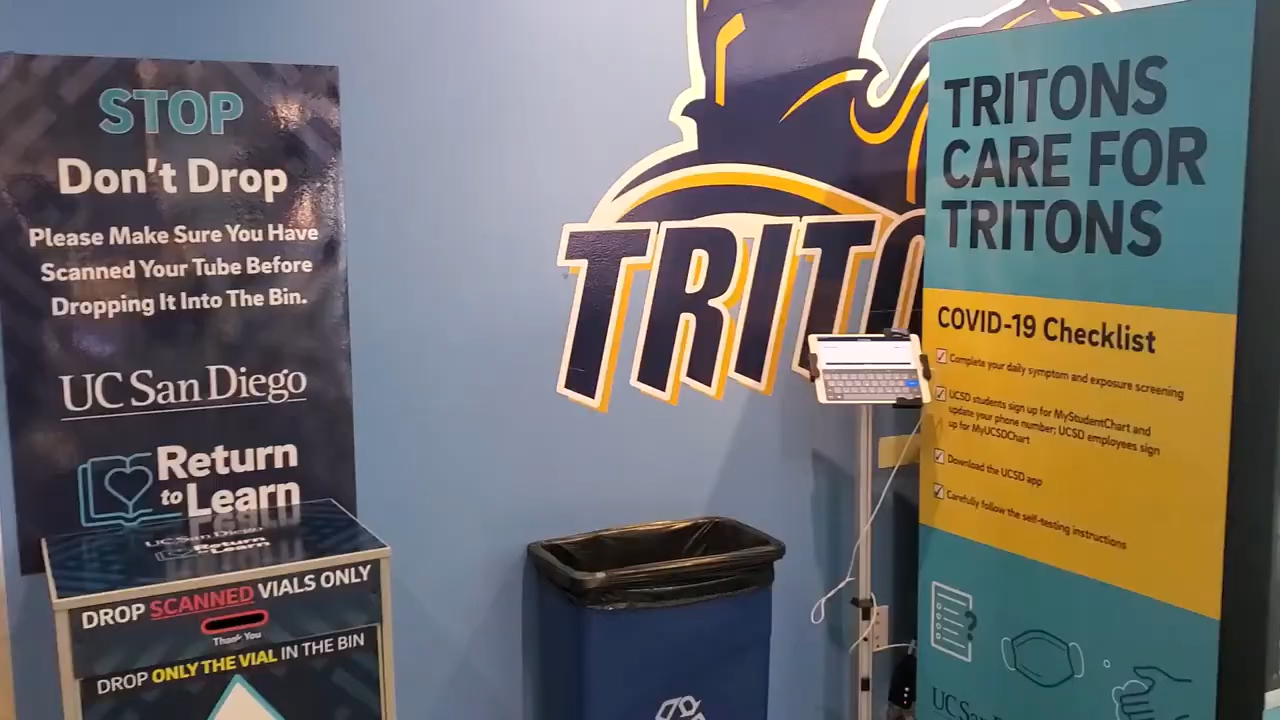 STOP
Don't Drop
Please Make Sure You Have
Scanned Your Tube Before
Dropping It Into The Bin.
UC San Diego
Return
to Learn
UC San Diego
Return
to Learn
DROP SCANNED VIALS ONLY
Thank You
DROP ONLY THE VIAL IN THE BIN
TRITO
TRITONS
CARE FOR
TRITONS
COVID-19 Checklist
Complete your daily symptom and exposure screening
UCSD students sign up for MyStudentChart and
update your phone number; UCSD employees sign
up for MyUCSDChart
Download the UCSD app
Carefully follow the self-testing instructions
UC San